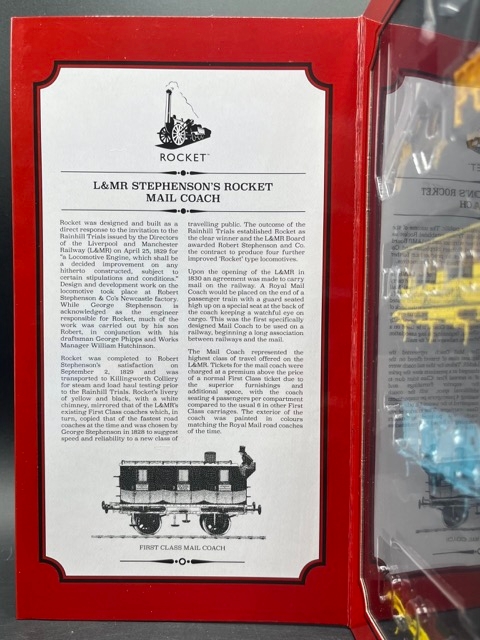 ROCKET™
L&MR STEPHENSON'S ROCKET
MAIL COACH
Rocket was designed and built as a
direct response to the invitation to the
Rainhill Trials issued by the Directors
of the Liverpool and Manchester
Railway (L&MR) on April 25, 1829 for
"a Locomotive Engine, which shall be
a decided improvement on any
hitherto constructed, subject to
certain stipulations and conditions."
Design and development work on the
locomotive took place at Robert
Stephenson & Co's Newcastle factory.
While George Stephenson is
acknowledged as the engineer
responsible for Rocket, much of the
work was carried out by his son
Robert, in conjunction with his
draftsman George Phipps and Works
Manager William Hutchinson.
Rocket was completed to Robert
Stephenson's satisfaction on
September 2, 1829 and was
transported to Killingworth Colliery
for steam and load haul testing prior
to the Rainhill Trials. Rocket's livery
of yellow and black, with a white
chimney, mirrored that of the L&MR's
existing First Class coaches which, in
turn, copied that of the fastest road
coaches at the time and was chosen by
George Stephenson in 1828 to suggest
speed and reliability to a new class of
travelling public. The outcome of the
Rainhill Trials established Rocket as
the clear winner and the L&MR Board
awarded Robert Stephenson and Co.
the contract to produce four further
improved 'Rocket' type locomotives.
Upon the opening of the L&MR in
1830 an agreement was made to carry
mail on the railway. A Royal Mail
Coach would be placed on the end of a
passenger train with a guard seated
high up on a special seat at the back of
the coach keeping a watchful eye on
cargo. This was the first specifically
designed Mail Coach to be used on a
railway, beginning a long association
between railways and the mail.
The Mail Coach represented the
highest class of travel offered on the
L&MR. Tickets for the mail coach were
charged at a premium above the price
of a normal First Class ticket due to
the superior furnishings and
additional space, with the coach
seating 4 passengers per compartment
compared to the usual 6 in other First
Class carriages. The exterior of the
coach was painted in colours
matching the Royal Mail road coaches
of the time.
FIRST CLASS MAIL COACH